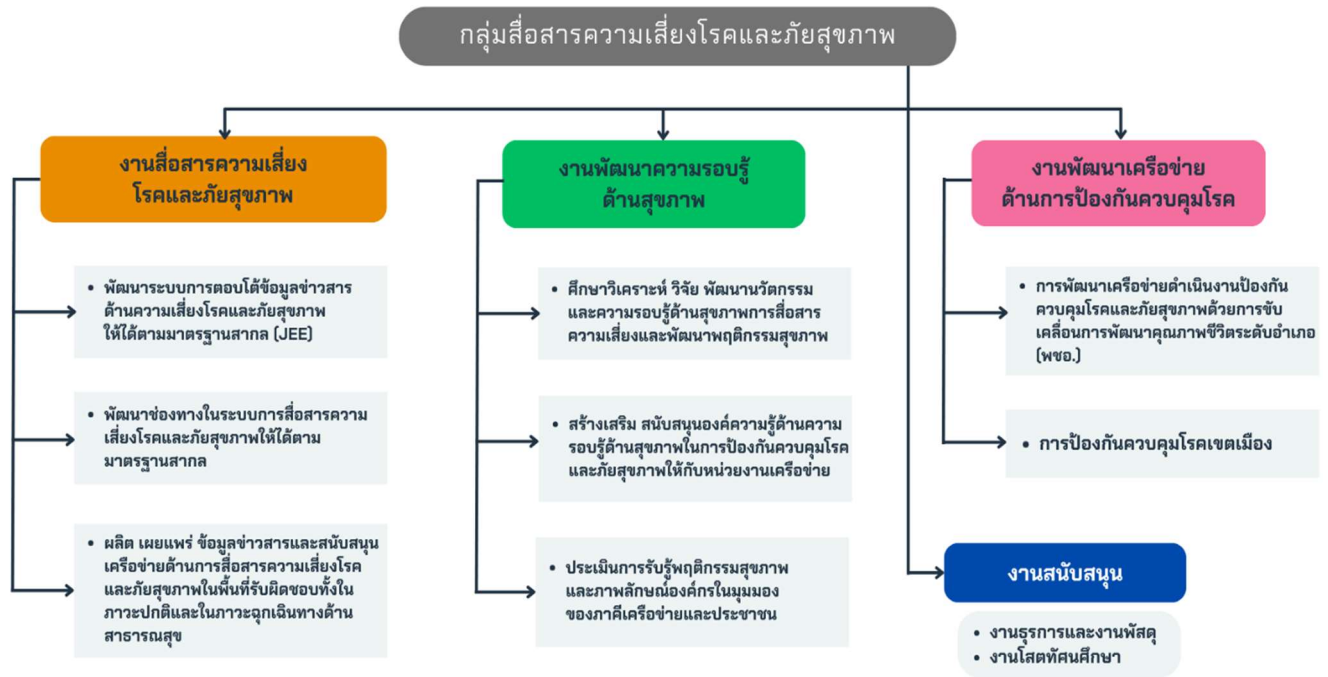 กลุ่มสื่อสารความเสี่ยงโรคและภัยสุขภาพ
งานสื่อสารความเสี่ยง
โรคและภัยสุขภาพ
• พัฒนาระบบการตอบโต้ข้อมูลข่าวสาร
ด้านความเสี่ยงโรคและภัยสุขภาพ
ให้ได้ตามมาตรฐานสากล (JEE)
• พัฒนาช่องทางในระบบการสื่อสารความ
เสี่ยงโรคและภัยสุขภาพให้ได้ตาม
มาตรฐานสากล
• ผลิต เผยแพร่ ข้อมูลข่าวสารและสนับสนุน
เครือข่ายด้านการสื่อสารความเสี่ยงโรค
และภัยสุขภาพในพื้นที่รับผิดชอบทั้งใน
ภาวะปกติและในภาวะฉุกเฉินทางด้าน
สาธารณสุข
งานพัฒนาความรอบรู้
ด้านสุขภาพ
• ศึกษาวิเคราะห์ วิจัย พัฒนานวัตกรรม
และความรอบรู้ด้านสุขภาพการสื่อสาร
ความเสี่ยงและพัฒนาพฤติกรรมสุขภาพ
• สร้างเสริม สนับสนุนองค์ความรู้ด้านความ
รอบรู้ด้านสุขภาพในการป้องกันควบคุมโรค
และภัยสุขภาพให้กับหน่วยงานเครือข่าย
• ประเมินการรับรู้พฤติกรรมสุขภาพ
และภาพลักษณ์องค์กรในมุมมอง
ของภาคีเครือข่ายและประชาชน
งานพัฒนาเครือข่าย
ด้านการป้องกันควบคุมโรค
• การพัฒนาเครือข่ายดำเนินงานป้องกัน
ควบคุมโรคและภัยสุขภาพด้วยการขับ
เคลื่อนการพัฒนาคุณภาพชีวิตระดับอำเภอ
(พชอ.)
• การป้องกันควบคุมโรคเขตเมือง
งานสนับสนุน
• งานธุรการและงานพัสดุ
• งานโสตทัศนศึกษา